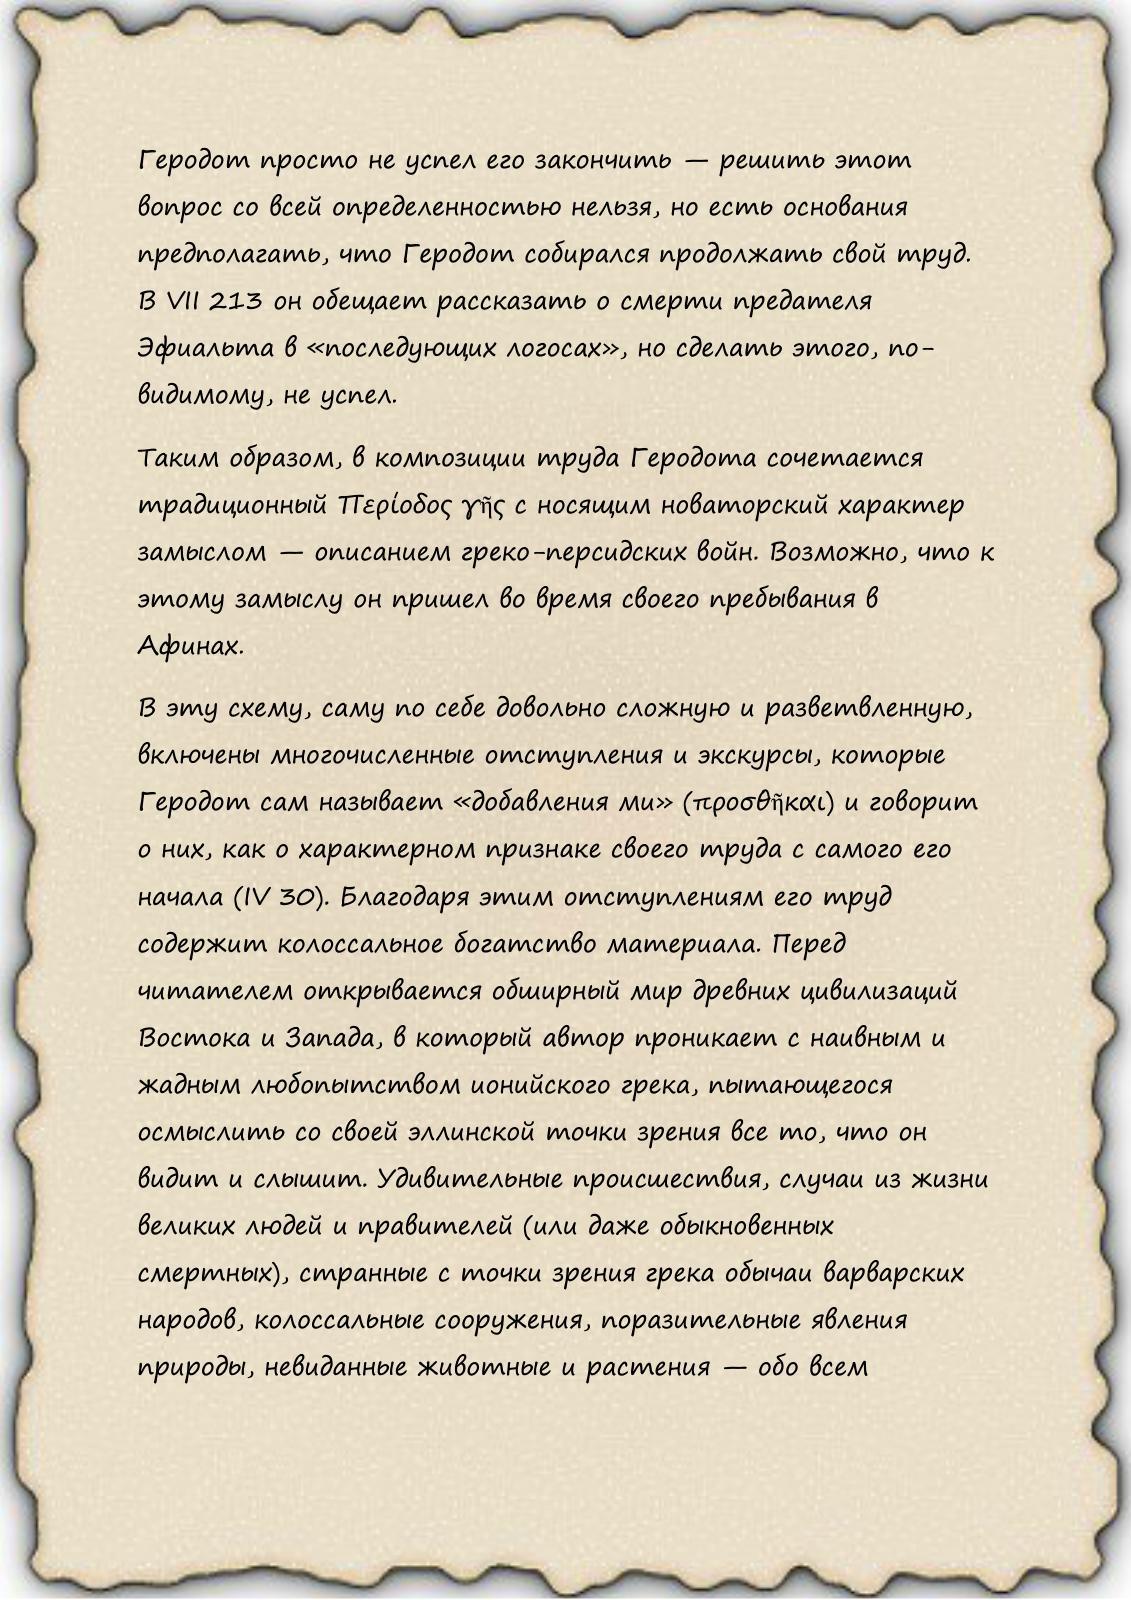 Геродот просто не успел его закончить — решить этот
вопрос со всей определенностью нельзя, но есть основания
предполагать, что Геродот собирался продолжать свой труд.
В VII 213 он обещает рассказать о смерти предателя
Эфиальта в «последующих логосах», но сделать этого, по-
видимому, не успел.
Таким образом, в композиции труда Геродота сочетается
традиционный Περίοδος γῆς с носящим новаторский характер
замыслом — описанием греко-персидских войн. Возможно, что к
этому замыслу он пришел во время своего пребывания в
Афинах.
В эту схему, саму по себе довольно сложную и разветвленную,
включены многочисленные отступления и экскурсы, которые
Геродот сам называет «добавления ми» (προσθῆκαι) и говорит
о них, как о характерном признаке своего труда с самого его
начала (IV 30). Благодаря этим отступлениям его труд
содержит колоссальное богатство материала. Перед
читателем открывается обширный мир древних цивилизаций
Востока и Запада, в который автор проникает с наивным и
жадным любопытством ионийского грека, пытающегося
осмыслить со своей эллинской точки зрения все то, что он
видит и слышит. Удивительные происшествия, случаи из жизни
великих людей и правителей (или даже обыкновенных
смертных), странные с точки зрения грека обычаи варварских
народов, колоссальные сооружения, поразительные явления
природы, невиданные животные и растения — обо всем